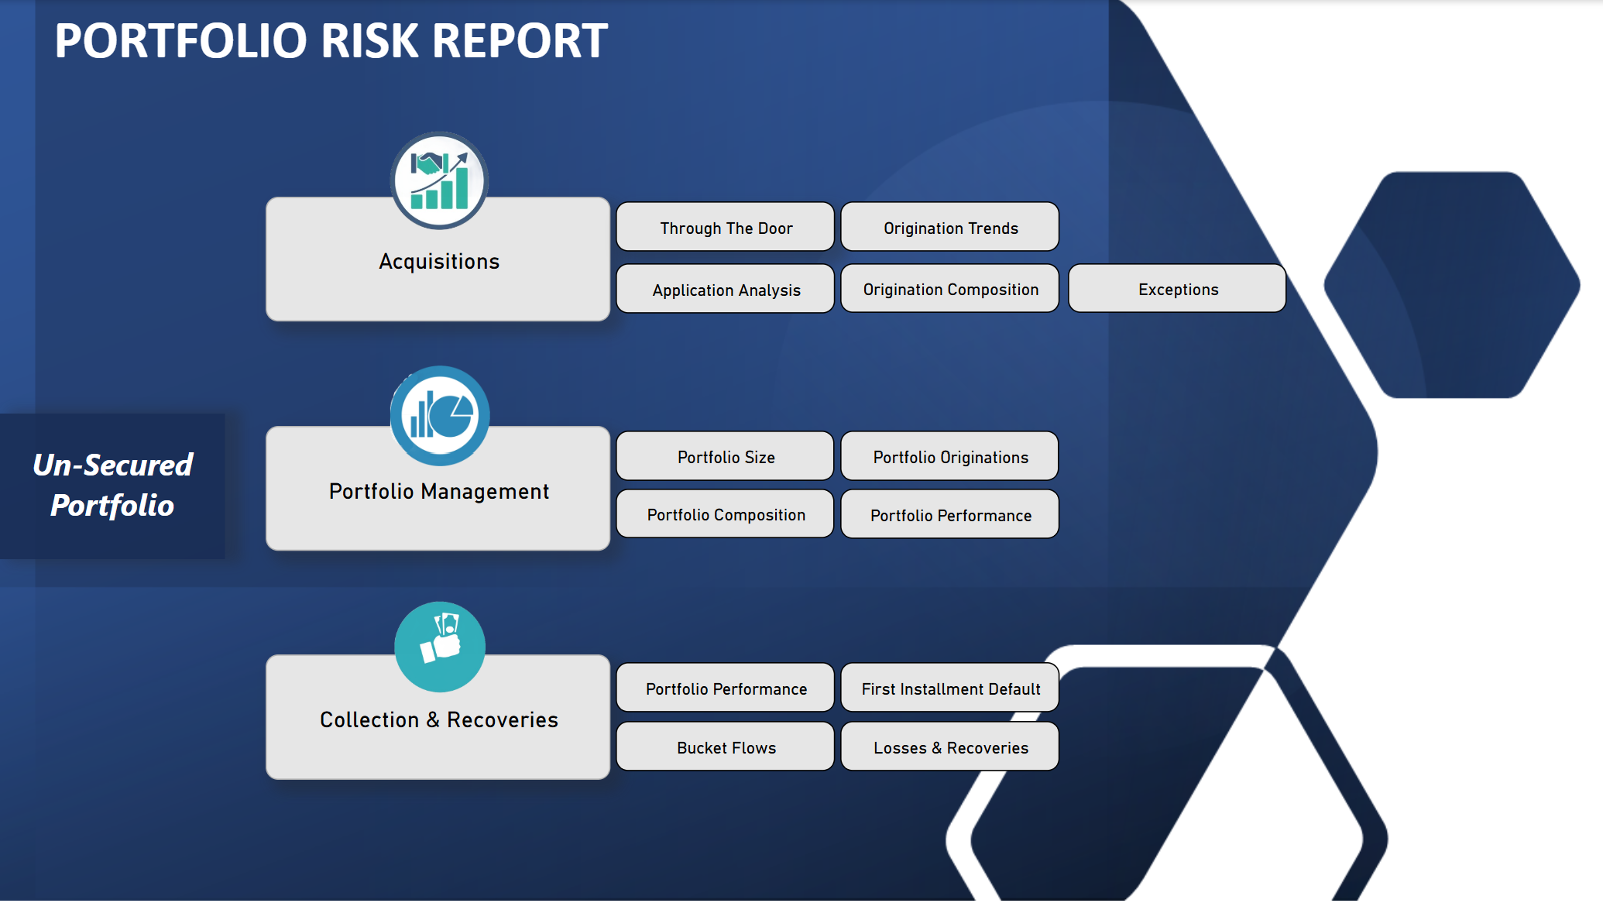 PORTFOLIO RISK REPORT
Acquisitions
Through The Door
Origination Trends
Application Analysis
Origination Composition
Exceptions
Un-Secured
Portfolio
Portfolio Management
Portfolio Size
Portfolio Originations
Portfolio Composition
Portfolio Performance
Collection & Recoveries
Portfolio Performance
First Installment Default
Bucket Flows
Losses & Recoveries